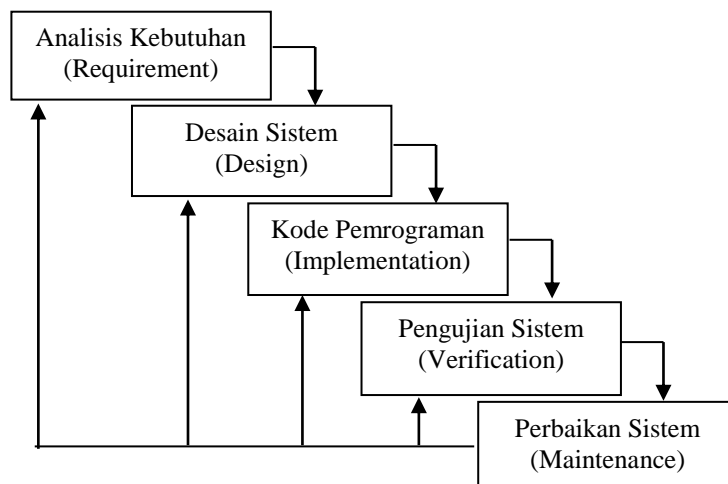 Analisis Kebutuhan
(Requirement)
Desain Sistem
(Design)
Kode Pemrograman
(Implementation)
Pengujian Sistem
(Verification)
Perbaikan Sistem
(Maintenance)